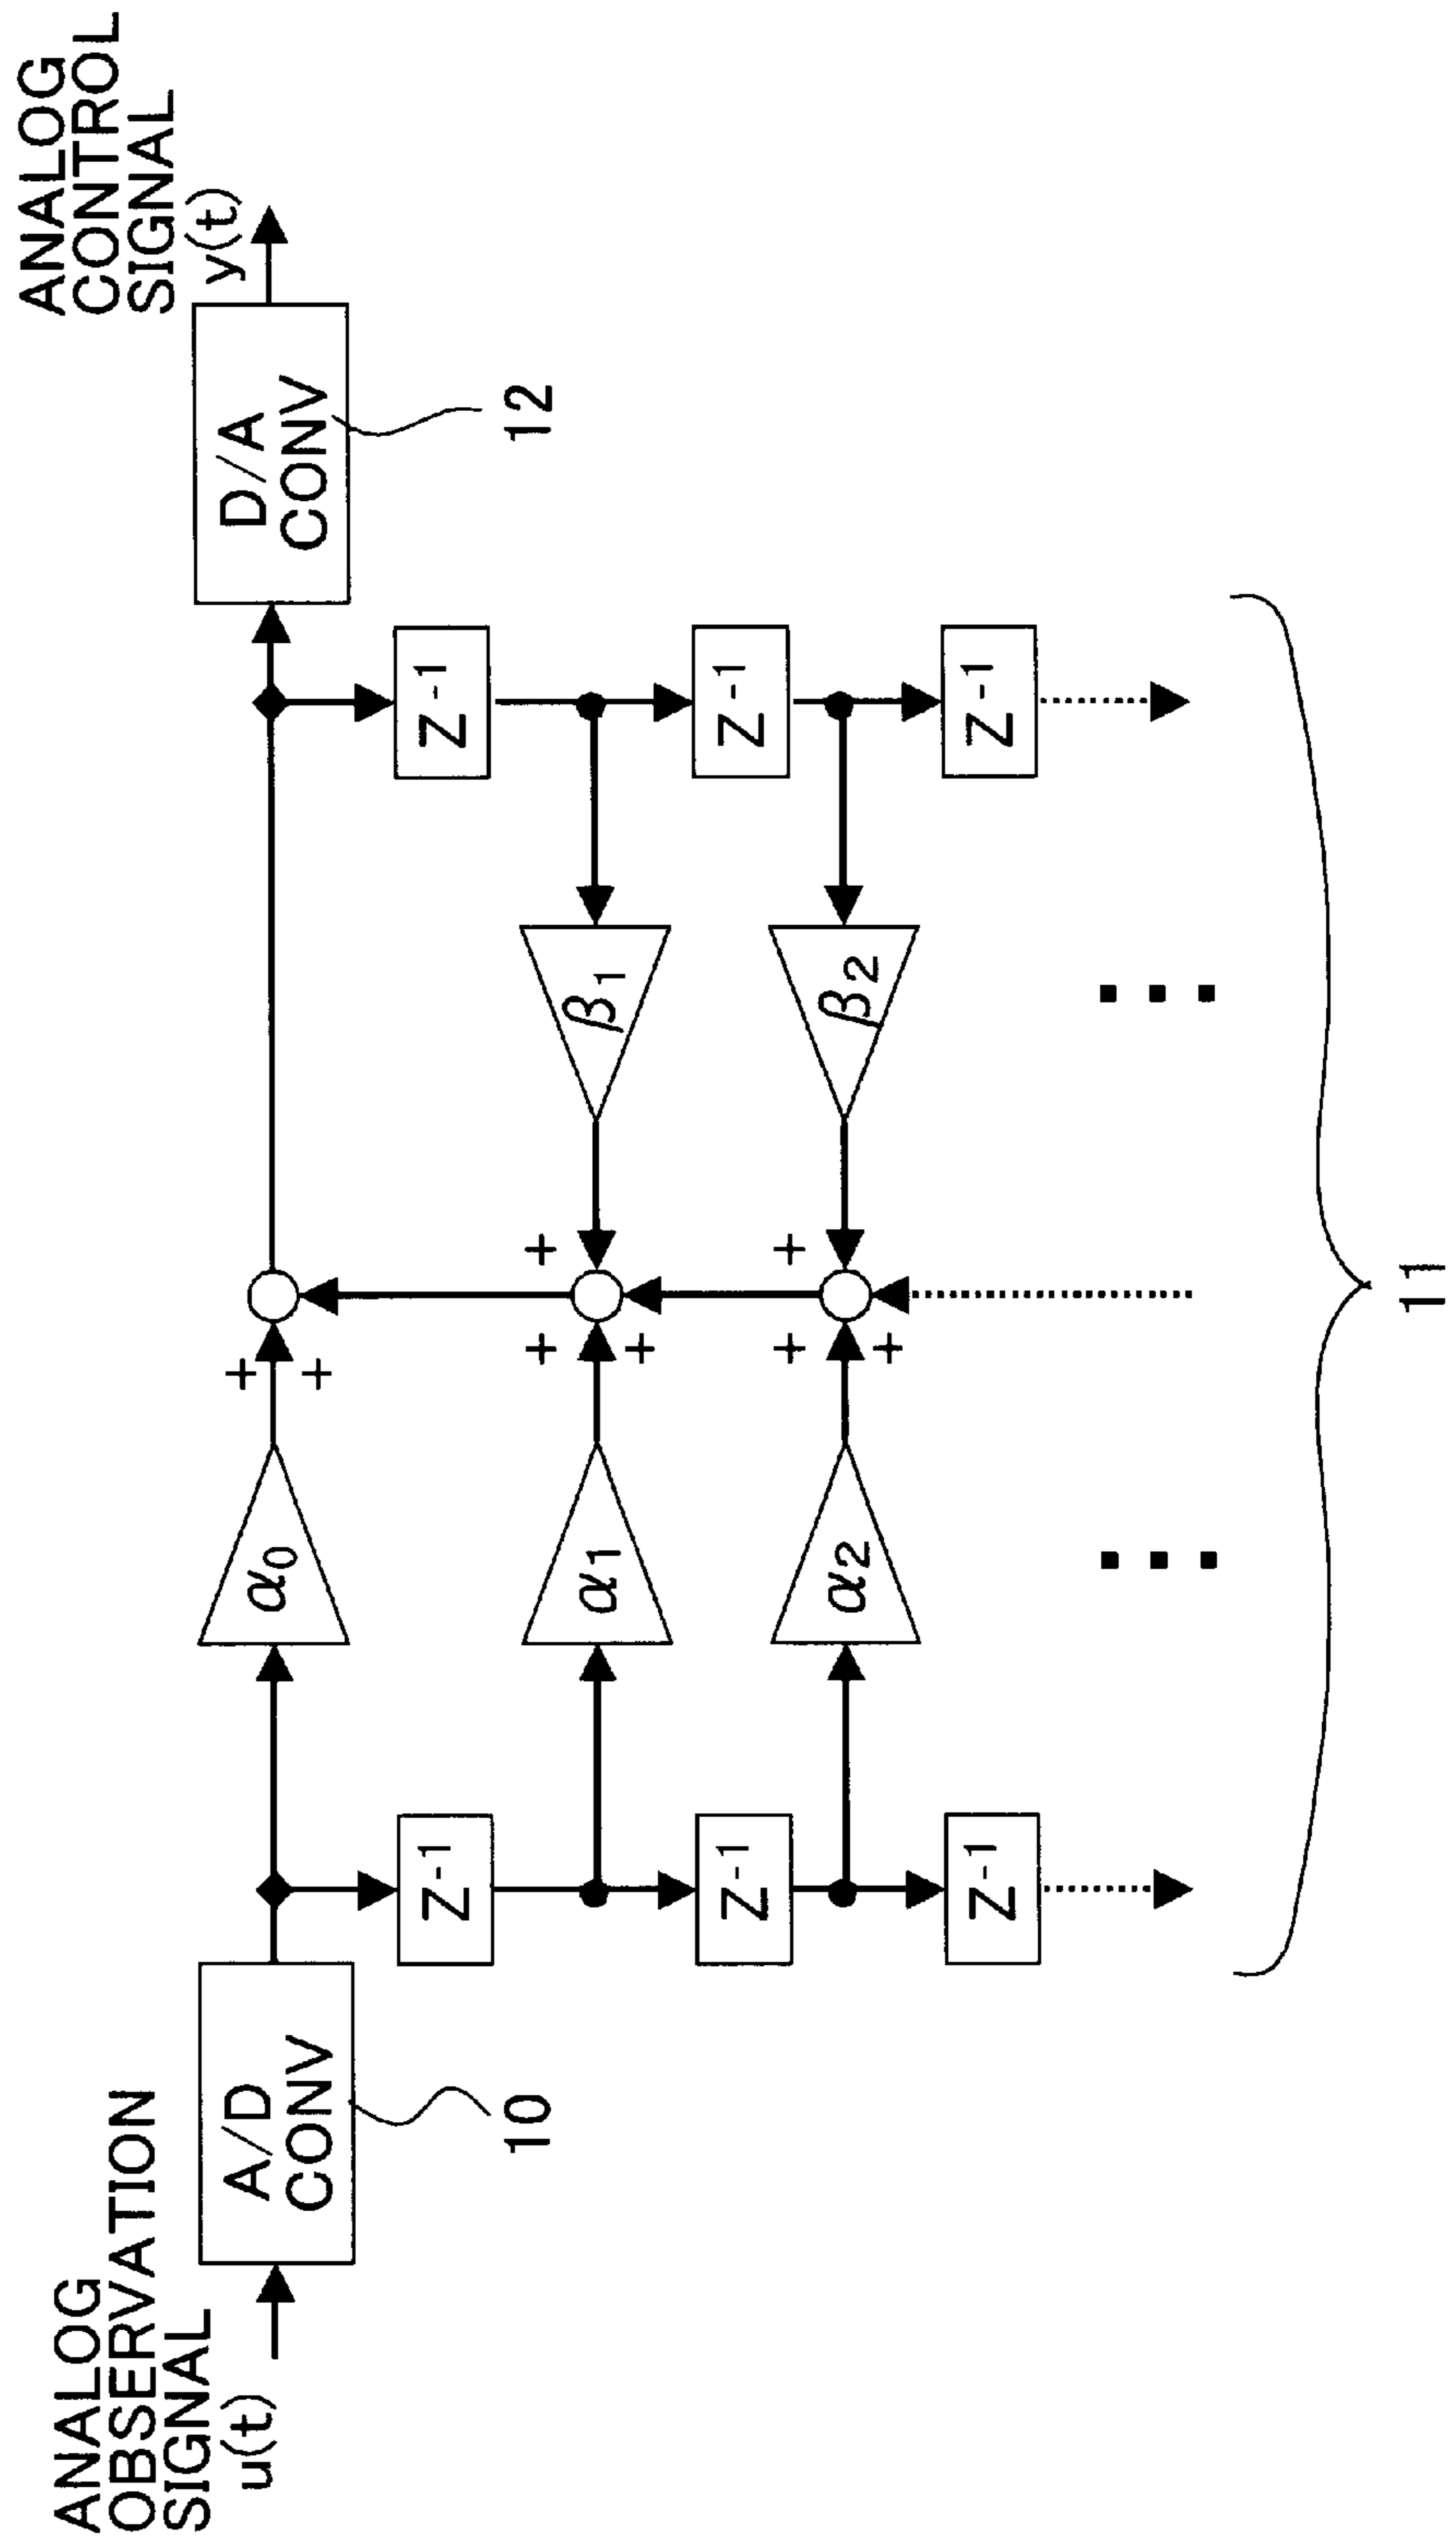 ANALOG
OBSERVATION
SIGNAL
u(t)
A/D
CONV
10
ANALOG
CONTROL
SIGNAL
y(t)
D/A
CONV
12
α0
+
+
Z-1
Z-1
α1
+
+
+
β1
Z-1
Z-1
α2
+
+
+
β2
Z-1
Z-1
11